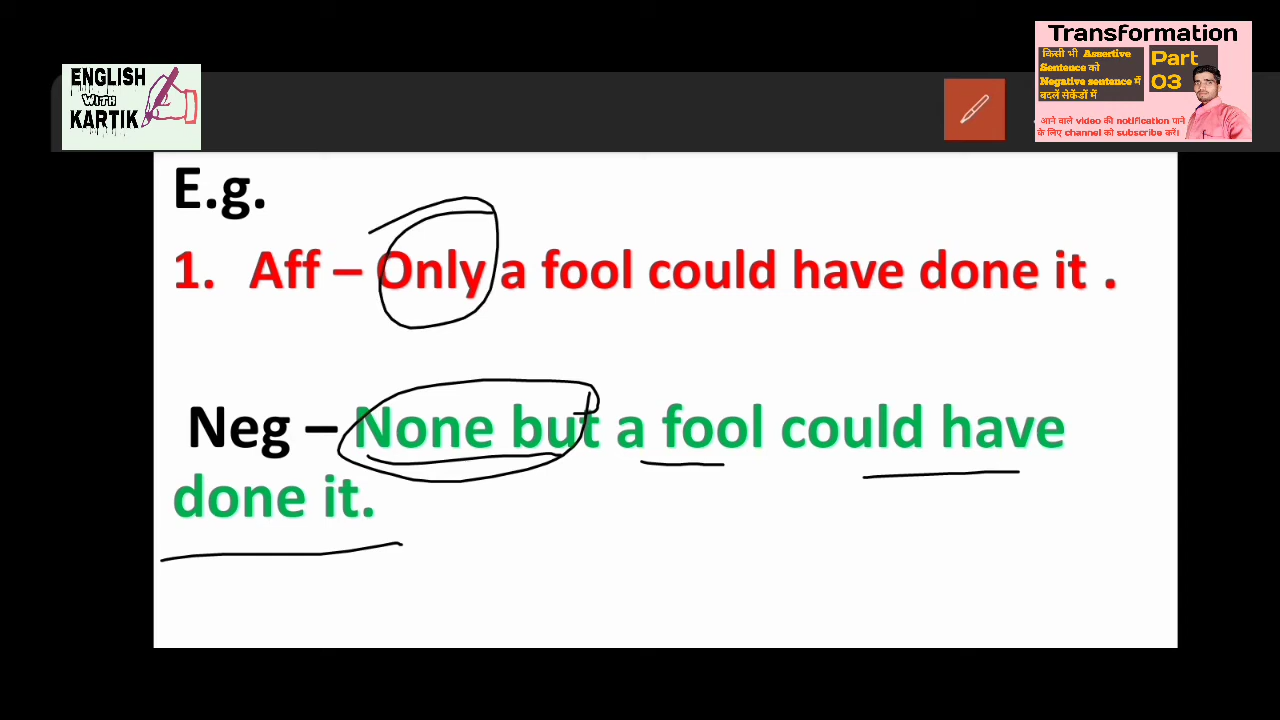 ENGLISH
WITH
KARTIK
Transformation
किसी भी Assertive
Sentence को
Negative sentence में
बदलें सेकेंडों में
Part
03
आने वाले video की notification पाने
के लिए channel को subscribe करें।
E.g.
1. Aff – Only a fool could have done it .
Neg – None but a fool could have
done it.